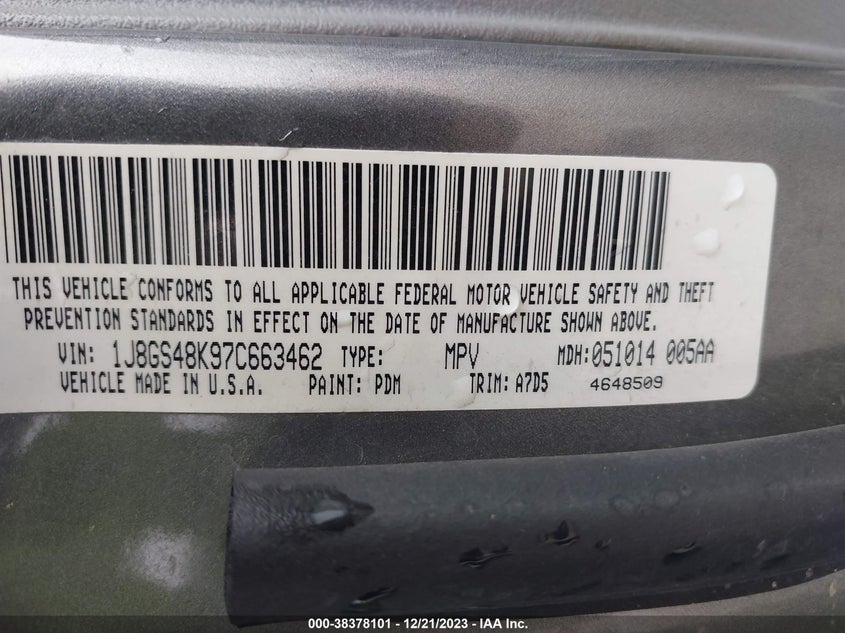 THIS VEHICLE CONFORMS TO ALL APPLICABLE FEDERAL MOTOR VEHICLE SAFETY AND THEFT
PREVENTION STANDARDS IN EFFECT ON THE DATE OF MANUFACTURE SHOWN ABOVE.
VIN: 1J8GS48K97C663462 TYPE: MPV MDH:051014 005AA
VEHICLE MADE IN U.S.A. PAINT: PDM TRIM: A7D5 4648509
000-38378101 - 12/21/2023 - IAA Inc.